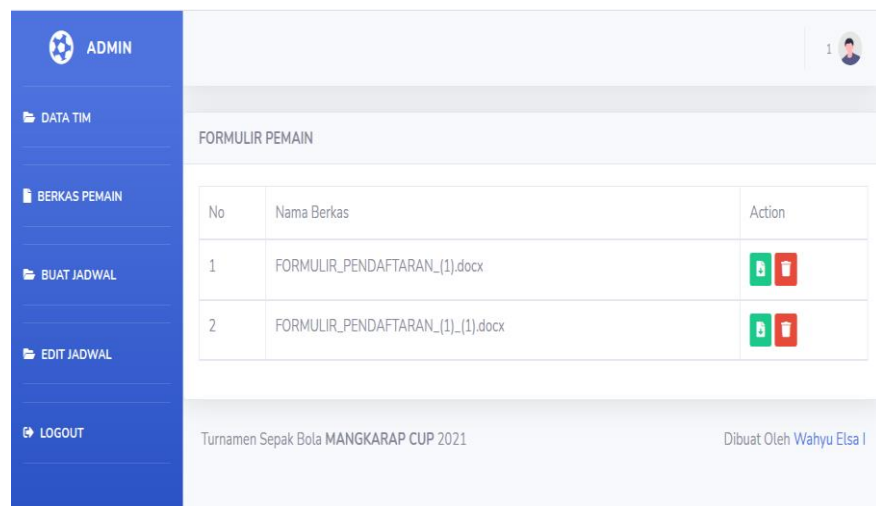 ADMIN
1
DATA TIM
FORMULIR PEMAIN
BERKAS PEMAIN
No Nama Berkas Action
1 FORMULIR_PENDAFTARAN_(1).docx
BUAT JADWAL
2 FORMULIR_PENDAFTARAN_(1)_(1).docx
EDIT JADWAL
LOGOUT
Turnamen Sepak Bola MANGKARAP CUP 2021 Dibuat Oleh Wahyu Elsa I